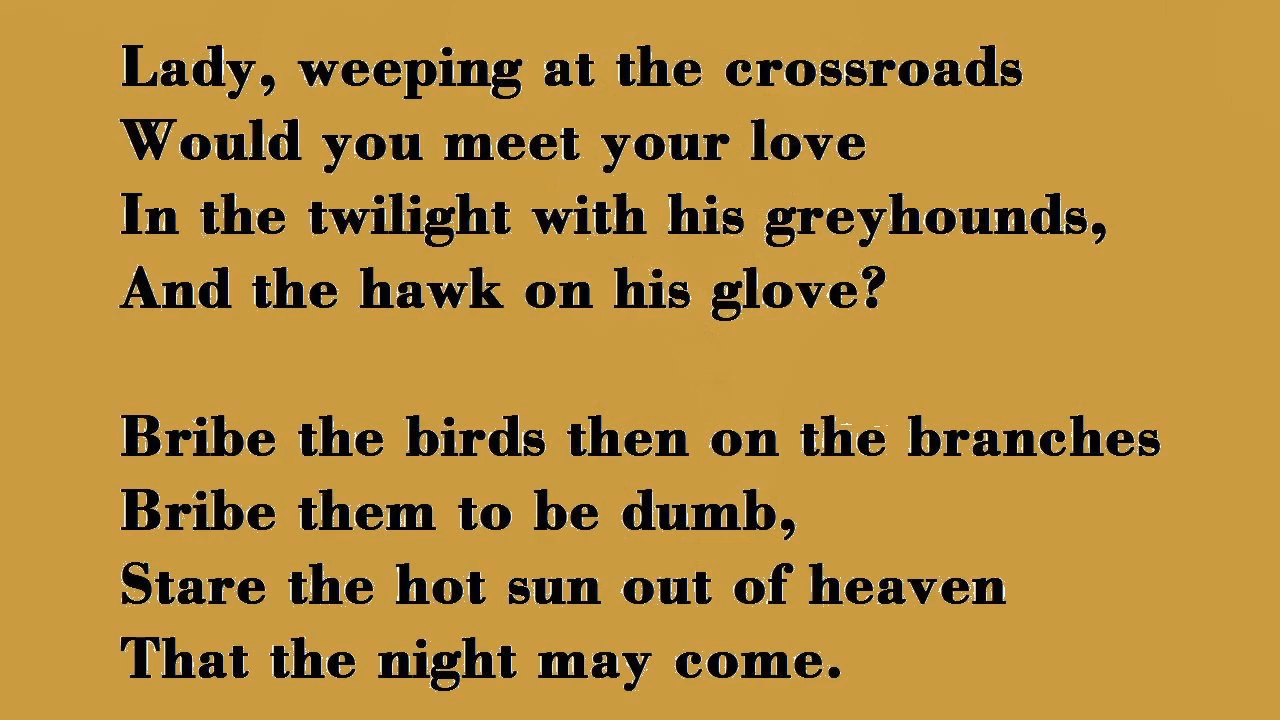 Lady, weeping at the crossroads
Would you meet your love
In the twilight with his greyhounds,
And the hawk on his glove?
Bribe the birds then on the branches
Bribe them to be dumb,
Stare the hot sun out of heaven
That the night may come.